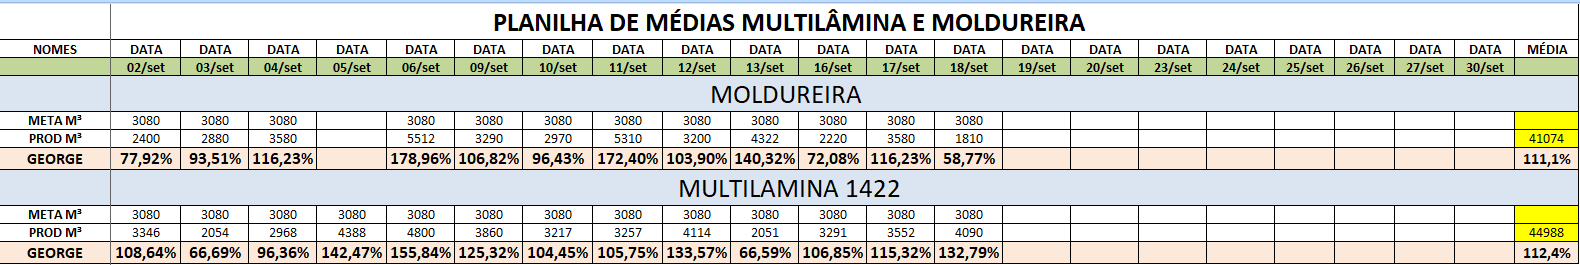 PLANILHA DE MÉDIAS MULTILÂMINA E MOLDUREIRA
NOMES DATA DATA DATA DATA DATA DATA DATA DATA DATA DATA DATA DATA DATA DATA DATA DATA DATA DATA DATA DATA DATA MÉDIA
02/set 03/set 04/set 05/set 06/set 09/set 10/set 11/set 12/set 13/set 16/set 17/set 18/set 19/set 20/set 23/set 24/set 25/set 26/set 27/set 30/set
MOLDUREIRA
META M³ 3080 3080 3080 3080 3080 3080 3080 3080 3080 3080 3080 3080
PROD M³ 2400 2880 3580 5512 3290 2970 5310 3200 4322 2220 3580 1810 41074
GEORGE 77,92% 93,51% 116,23% 178,96% 106,82% 96,43% 172,40% 103,90% 140,32% 72,08% 116,23% 58,77% 111,1%
MULTILAMINA 1422
META M³ 3080 3080 3080 3080 3080 3080 3080 3080 3080 3080 3080 3080 3080
PROD M³ 3346 2054 2968 4388 4800 3860 3217 3257 4114 2051 3291 3552 4090 44988
GEORGE 108,64% 66,69% 96,36% 142,47% 155,84% 125,32% 104,45% 105,75% 133,57% 66,59% 106,85% 115,32% 132,79% 112,4%